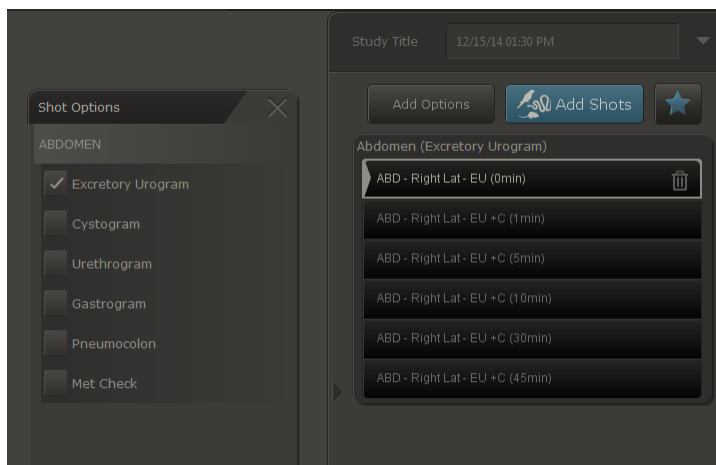 Study Title
12/15/14 01:30 PM
Shot Options
Add Options
Add Shots
ABDOMEN
Excretory Urogram
Cystogram
Urethrogram
Gastrogram
Pneumocolon
Met Check
Abdomen (Excretory Urogram)
ABD - Right Lat - EU (0min)
ABD - Right Lat - EU +C (1min)
ABD - Right Lat - EU +C (5min)
ABD - Right Lat - EU +C (10min)
ABD - Right Lat - EU +C (30min)
ABD - Right Lat - EU +C (45min)